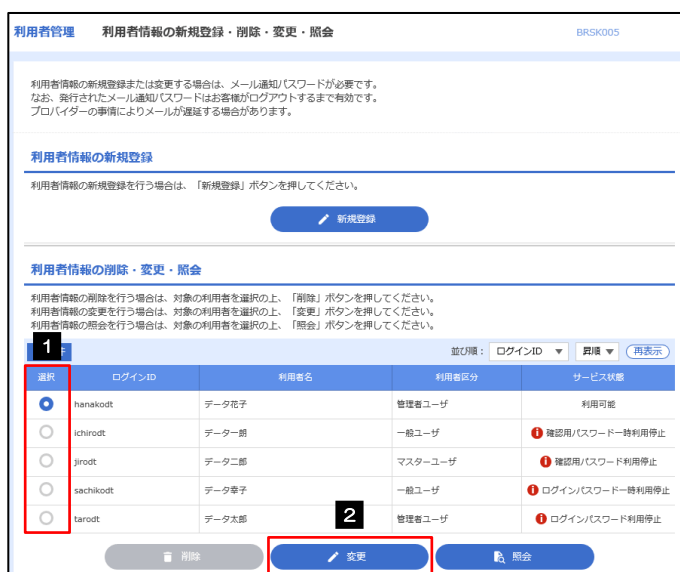 利用者管理 利用者情報の新規登録・削除・変更・照会 BRSK005
利用者情報の新規登録または変更する場合は、メール通知パスワードが必要です。
なお、発行されたメール通知パスワードはお客様がログアウトするまで有効です。
プロバイダーの事情によりメールが遅延する場合があります。
利用者情報の新規登録
利用者情報の新規登録を行う場合は、「新規登録」ボタンを押してください。
新規登録
利用者情報の削除・変更・照会
利用者情報の削除を行う場合は、対象の利用者を選択の上、「削除」ボタンを押してください。
利用者情報の変更を行う場合は、対象の利用者を選択の上、「変更」ボタンを押してください。
利用者情報の照会を行う場合は、対象の利用者を選択の上、「照会」ボタンを押してください。
1 並び順： ログインID ▼ 昇順 ▼ 再表示
選択 ログインID 利用者名 利用者区分 サービス状態
hanakodt データ花子 管理者ユーザ 利用可能
ichirodt データ一朗 一般ユーザ 確認用パスワード一時利用停止
jirodt データ二郎 マスターユーザ 確認用パスワード利用停止
sachikodt データ幸子 一般ユーザ ログインパスワード一時利用停止
tarodt データ太郎 管理者ユーザ ログインパスワード利用停止
2
削除 変更 照会